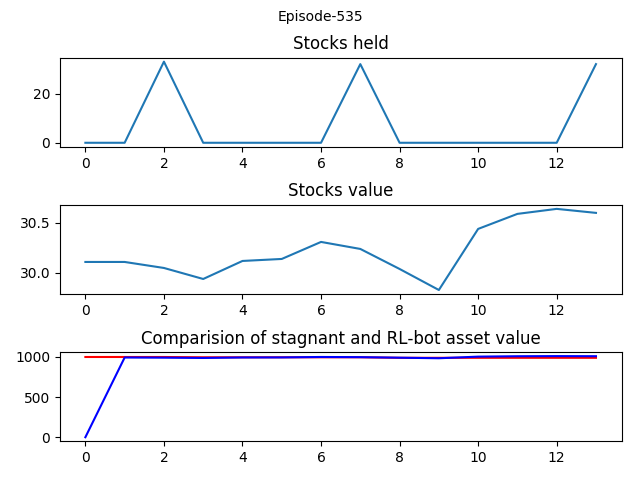 Episode-535
Stocks held
20
0
0 2 4 6 8 10 12
Stocks value
30.5
30.0
0 2 4 6 8 10 12
Comparision of stagnant and RL-bot asset value
1000
500
0
0 2 4 6 8 10 12